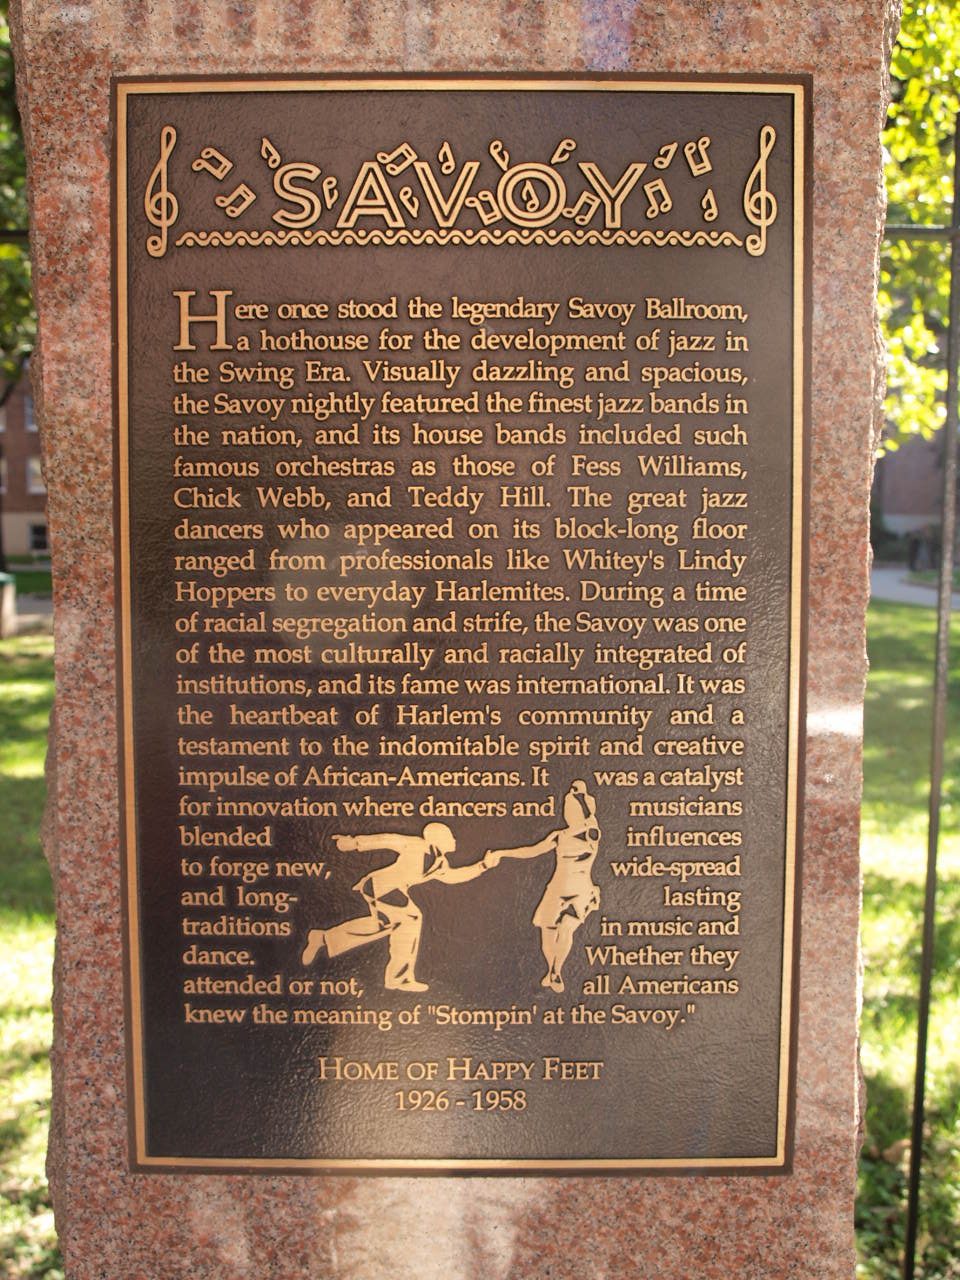 SAVOY
Here once stood the legendary Savoy Ballroom,
a hothouse for the development of jazz in
the Swing Era. Visually dazzling and spacious,
the Savoy nightly featured the finest jazz bands in
the nation, and its house bands included such
famous orchestras as those of Fess Williams,
Chick Webb, and Teddy Hill. The great jazz
dancers who appeared on its block-long floor
ranged from professionals like Whitey's Lindy
Hoppers to everyday Harlemites. During a time
of racial segregation and strife, the Savoy was one
of the most culturally and racially integrated of
institutions, and its fame was international. It was
the heartbeat of Harlem's community and a
testament to the indomitable spirit and creative
impulse of African-Americans. It was a catalyst
for innovation where dancers and musicians
blended influences
to forge new, wide-spread
and long- lasting
traditions in music and
dance. Whether they
attended or not, all Americans
knew the meaning of "Stompin' at the Savoy."
HOME OF HAPPY FEET
1926 - 1958